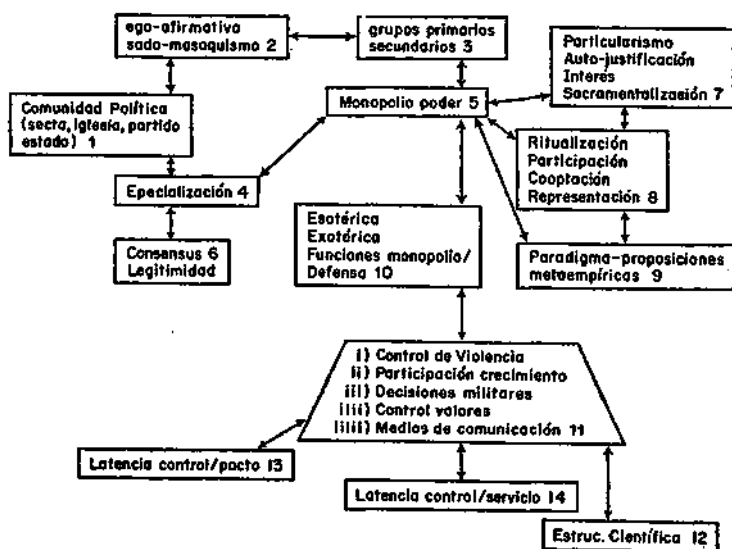 ego-afirmativa
sado-masoquismo 2
grupos primarios
secundarios 3
Particularismo
Auto-justificación
Interés
Sacramentalización 7
Comunidad Política
(secta, iglesia, partido
estado) 1
Monopolio poder 5
Ritualización
Participación
Cooptación
Representación 8
Epecialización 4
Consensus 6
Legitimidad
Esotérica
Exotérica
Funciones monopolio/
Defensa 10
Paradigma-proposiciones
metaempíricas 9
i) Control de Violencia
ii) Participación crecimiento
iii) Decisiones militares
iiii) Control valores
iiiii) Medios de comunicación 11
Latencia control/pacto 13
Latencia control/servicio 14
Estruc. Científica 12